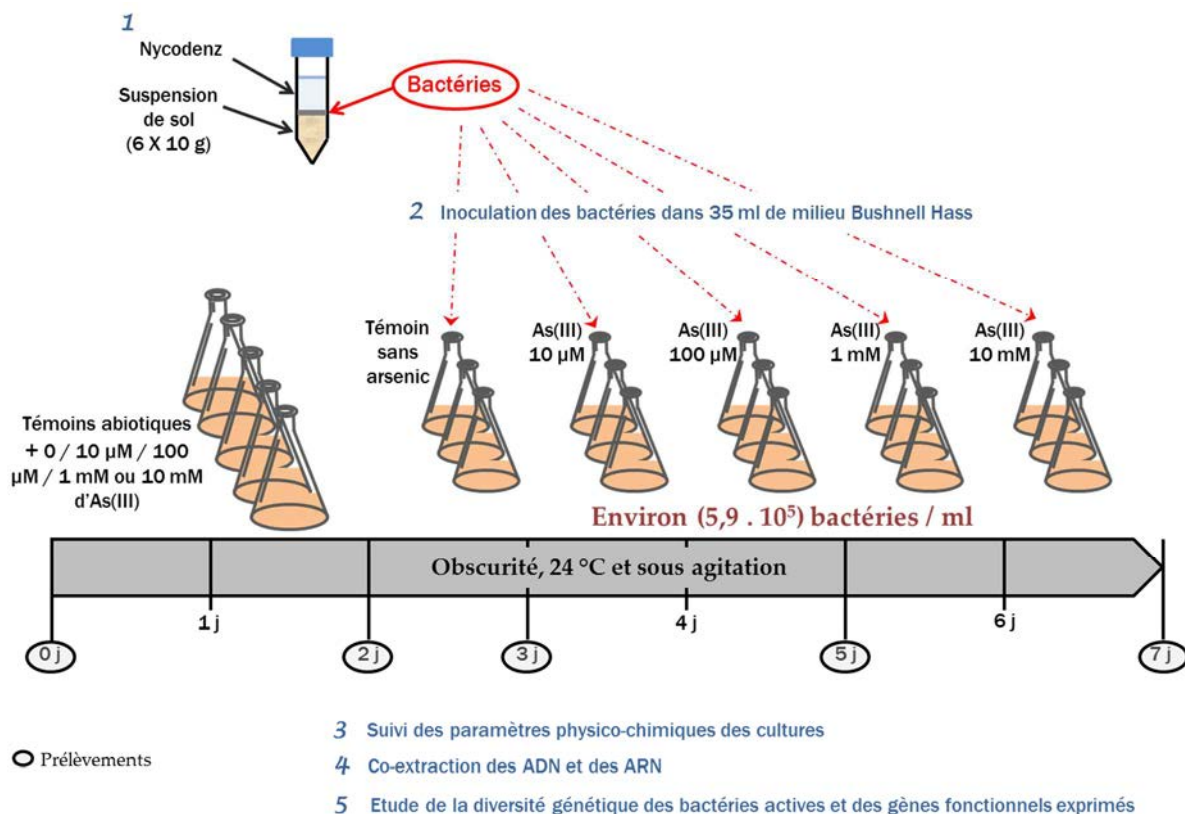 1
Nycodenz
Suspension
de sol
(6 X 10 g)
Bactéries
2 Inoculation des bactéries dans 35 ml de milieu Bushnell Hass
Témoin
sans
arsenic
As(III)
10 µM
As(III)
100 µM
As(III)
1 mM
As(III)
10 mM
Témoins abiotiques
+ 0 / 10 µM / 100
µM / 1 mM ou 10 mM
d'As(III)
Environ (5,9 . 10⁵) bactéries / ml
Obscurité, 24 °C et sous agitation
0 j
1 j
2 j
3 j
4 j
5 j
6 j
7 j
Prélèvements
3 Suivi des paramètres physico-chimiques des cultures
4 Co-extraction des ADN et des ARN
5 Etude de la diversité génétique des bactéries actives et des gènes fonctionnels exprimés